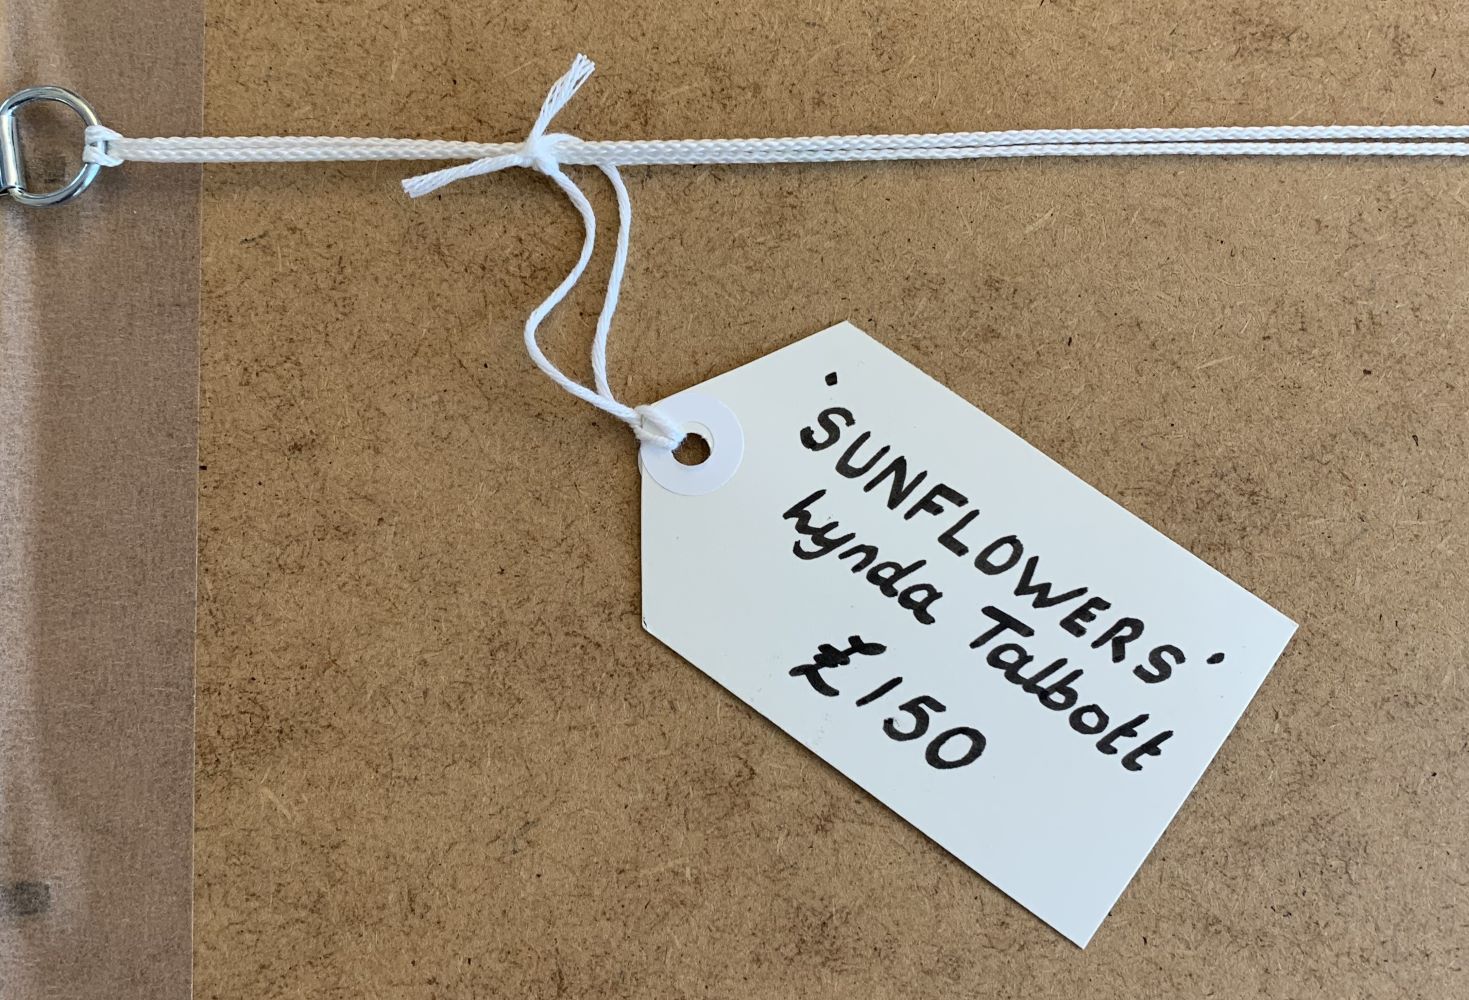 'SUNFLOWERS'
Lynda Talbott
£150